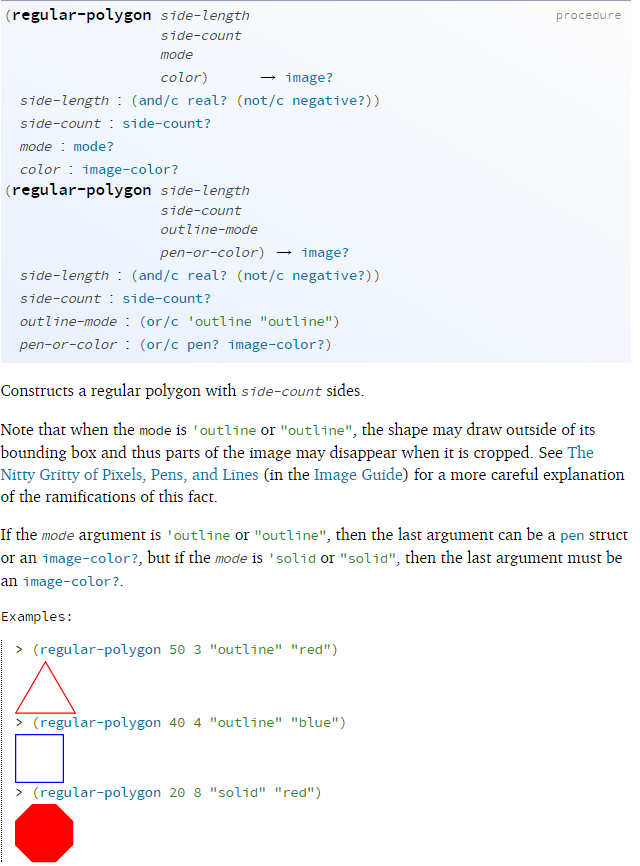 (regular-polygon side-length procedure
side-count
mode
color) → image?
side-length : (and/c real? (not/c negative?))
side-count : side-count?
mode : mode?
color : image-color?
(regular-polygon side-length
side-count
outline-mode
pen-or-color) → image?
side-length : (and/c real? (not/c negative?))
side-count : side-count?
outline-mode : (or/c 'outline "outline")
pen-or-color : (or/c pen? image-color?)
Constructs a regular polygon with side-count sides.
Note that when the mode is 'outline or "outline", the shape may draw outside of its
bounding box and thus parts of the image may disappear when it is cropped. See The
Nitty Gritty of Pixels, Pens, and Lines (in the Image Guide) for a more careful explanation
of the ramifications of this fact.
If the mode argument is 'outline or "outline", then the last argument can be a pen struct
or an image-color?, but if the mode is 'solid or "solid", then the last argument must be
an image-color?.
Examples:
> (regular-polygon 50 3 "outline" "red")
> (regular-polygon 40 4 "outline" "blue")
> (regular-polygon 20 8 "solid" "red")